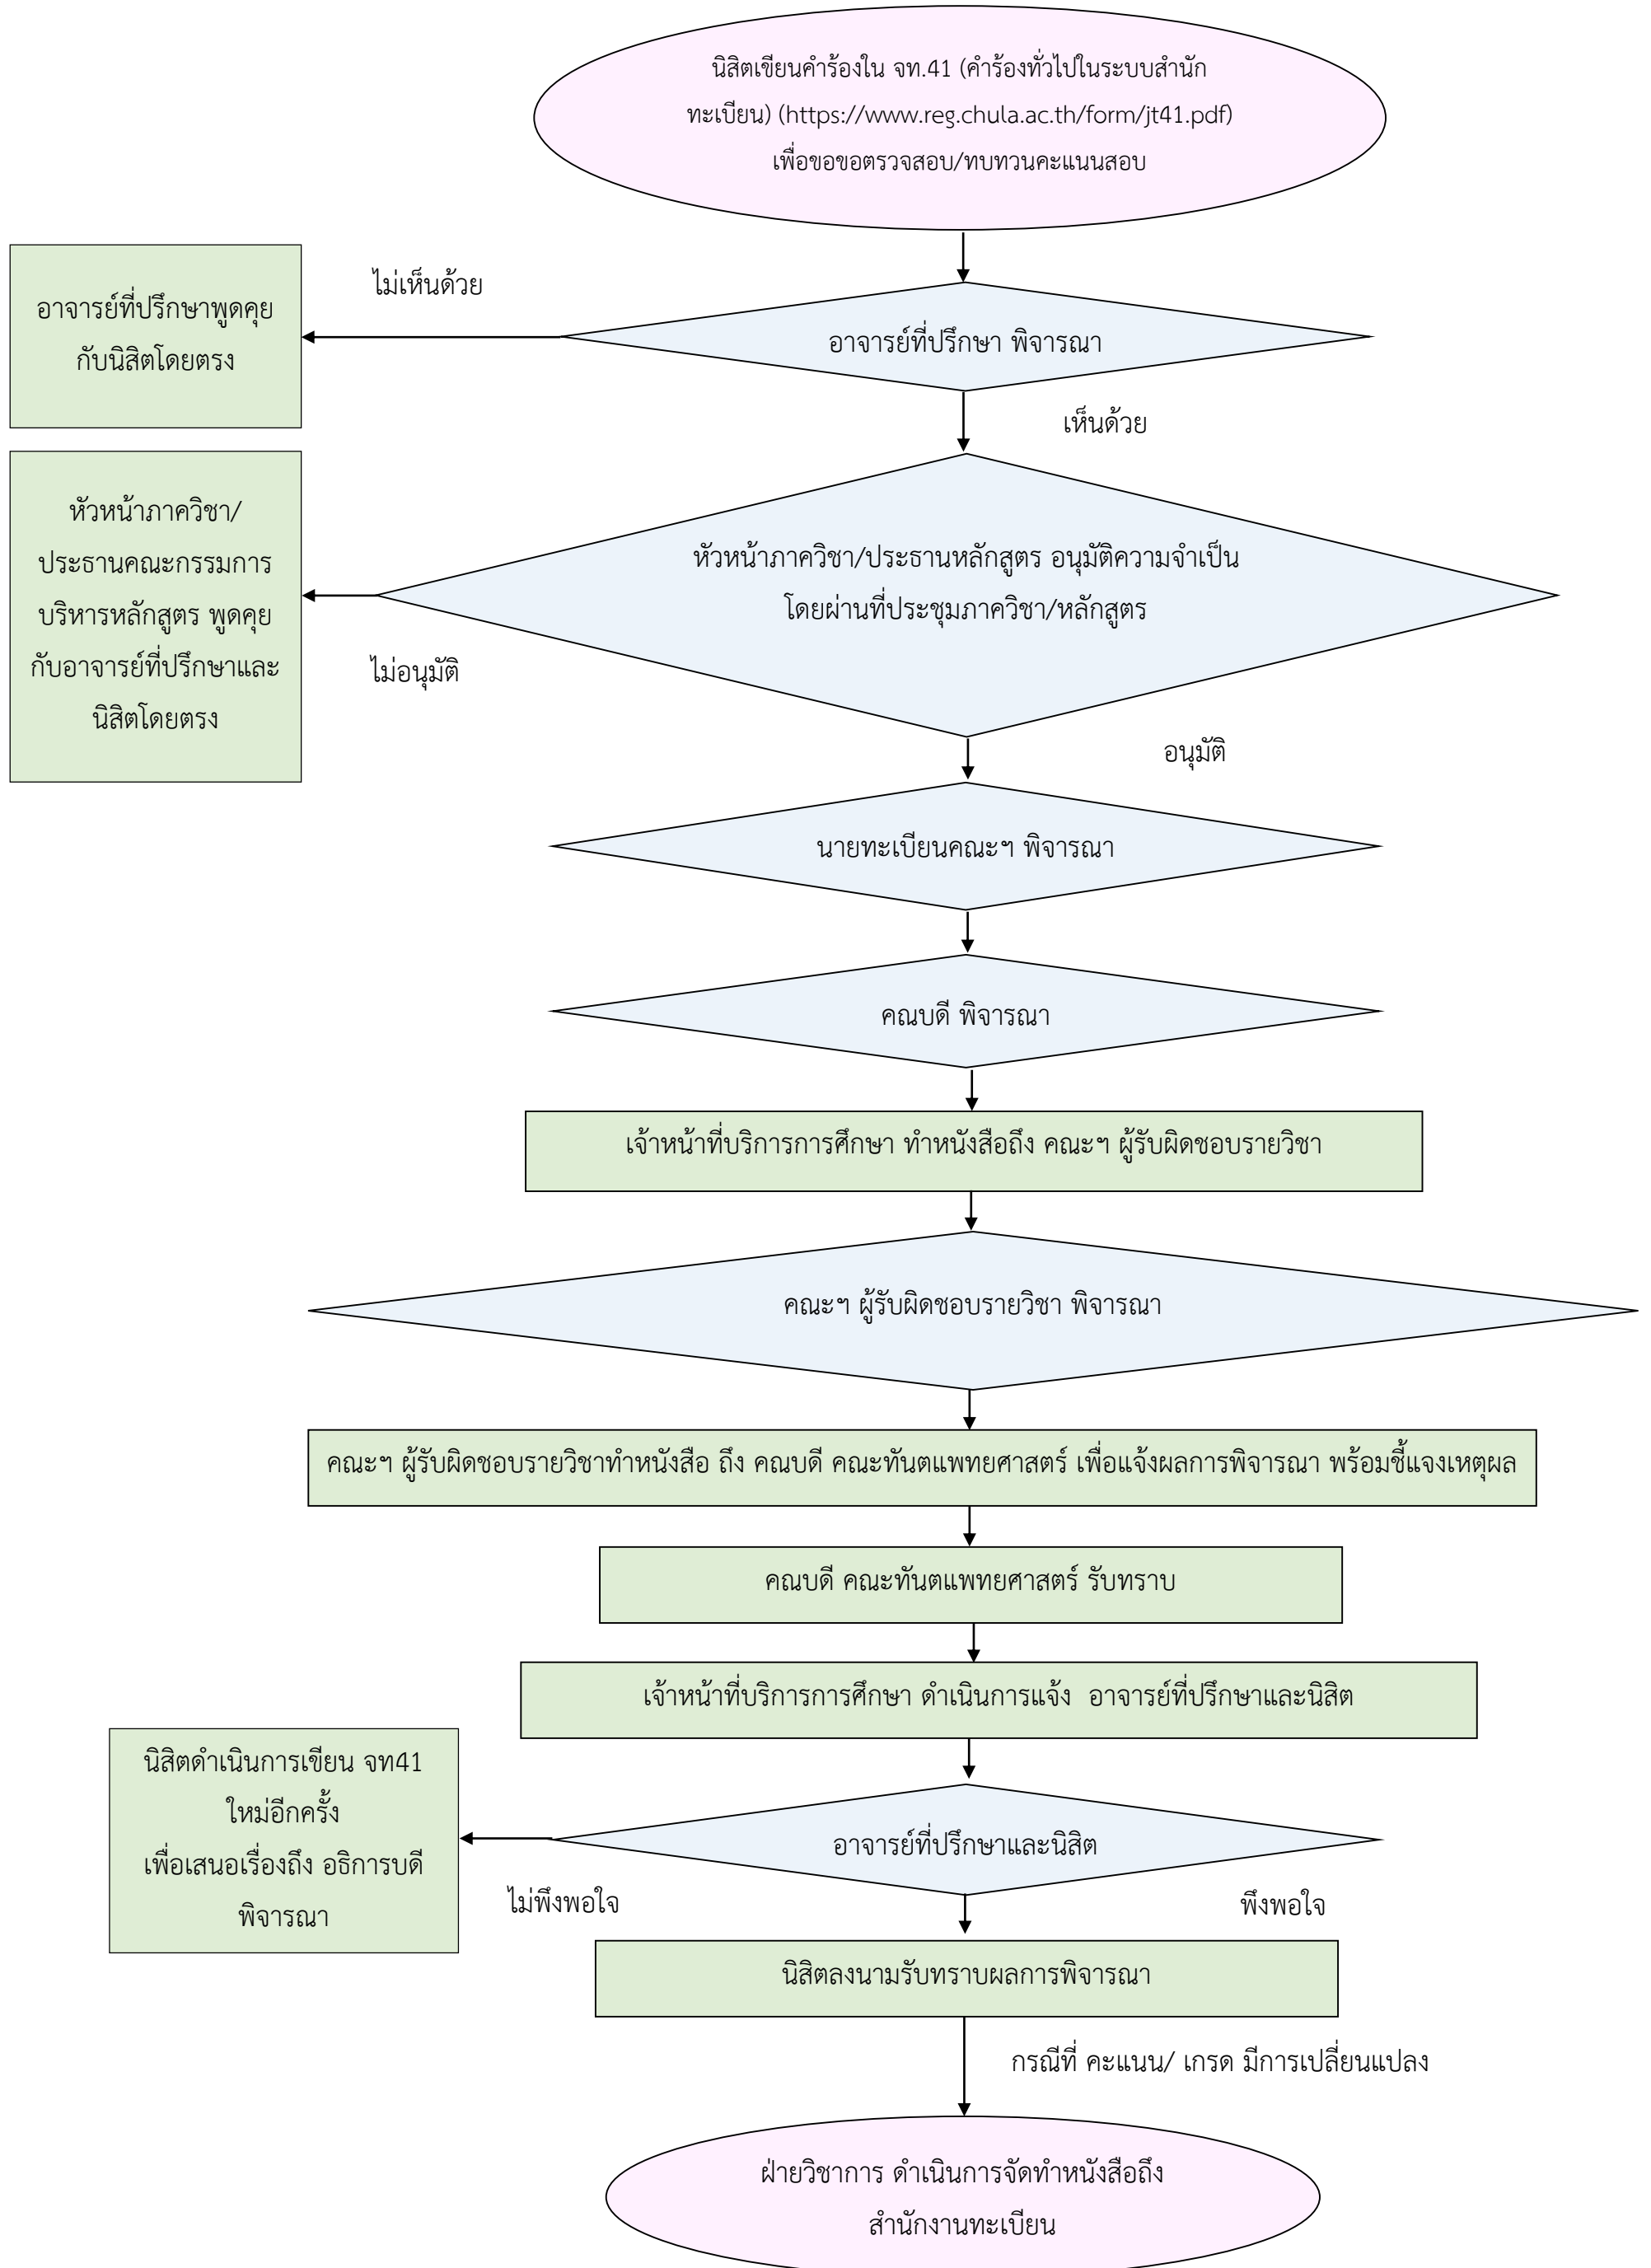 นิสิตเขียนคำร้องใน จท.41 (คำร้องทั่วไปในระบบสำนัก
ทะเบียน) (https://www.reg.chula.ac.th/form/jt41.pdf)
เพื่อขอขอตรวจสอบ/ทบทวนคะแนนสอบ
ไม่เห็นด้วย
อาจารย์ที่ปรึกษาพูดคุย
กับนิสิตโดยตรง
อาจารย์ที่ปรึกษา พิจารณา
เห็นด้วย
หัวหน้าภาควิชา/
ประธานคณะกรรมการ
บริหารหลักสูตร พูดคุย
กับอาจารย์ที่ปรึกษาและ
นิสิตโดยตรง
หัวหน้าภาควิชา/ประธานหลักสูตร อนุมัติความจำเป็น
โดยผ่านที่ประชุมภาควิชา/หลักสูตร
ไม่อนุมัติ
อนุมัติ
นายทะเบียนคณะฯ พิจารณา
คณบดี พิจารณา
เจ้าหน้าที่บริการการศึกษา ทำหนังสือถึง คณะฯ ผู้รับผิดชอบรายวิชา
คณะฯ ผู้รับผิดชอบรายวิชา พิจารณา
คณะฯ ผู้รับผิดชอบรายวิชาทำหนังสือ ถึง คณบดี คณะทันตแพทยศาสตร์ เพื่อแจ้งผลการพิจารณา พร้อมชี้แจงเหตุผล
คณบดี คณะทันตแพทยศาสตร์ รับทราบ
เจ้าหน้าที่บริการการศึกษา ดำเนินการแจ้ง  อาจารย์ที่ปรึกษาและนิสิต
นิสิตดำเนินการเขียน จท41
ใหม่อีกครั้ง
เพื่อเสนอเรื่องถึง อธิการบดี
พิจารณา
อาจารย์ที่ปรึกษาและนิสิต
ไม่พึงพอใจ
พึงพอใจ
นิสิตลงนามรับทราบผลการพิจารณา
กรณีที่ คะแนน/ เกรด มีการเปลี่ยนแปลง
ฝ่ายวิชาการ ดำเนินการจัดทำหนังสือถึง
สำนักงานทะเบียน